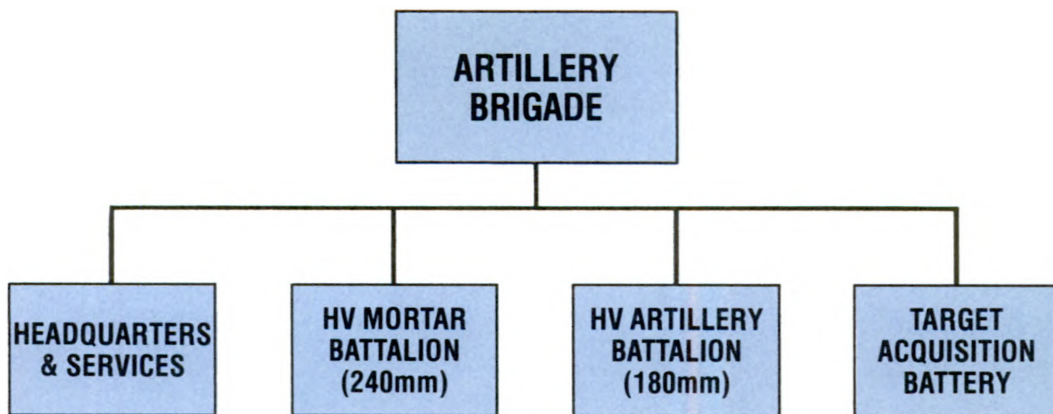 ARTILLERY
BRIGADE
HEADQUARTERS
& SERVICES
HV MORTAR
BATTALION
(240mm)
HV ARTILLERY
BATTALION
(180mm)
TARGET
ACQUISITION
BATTERY